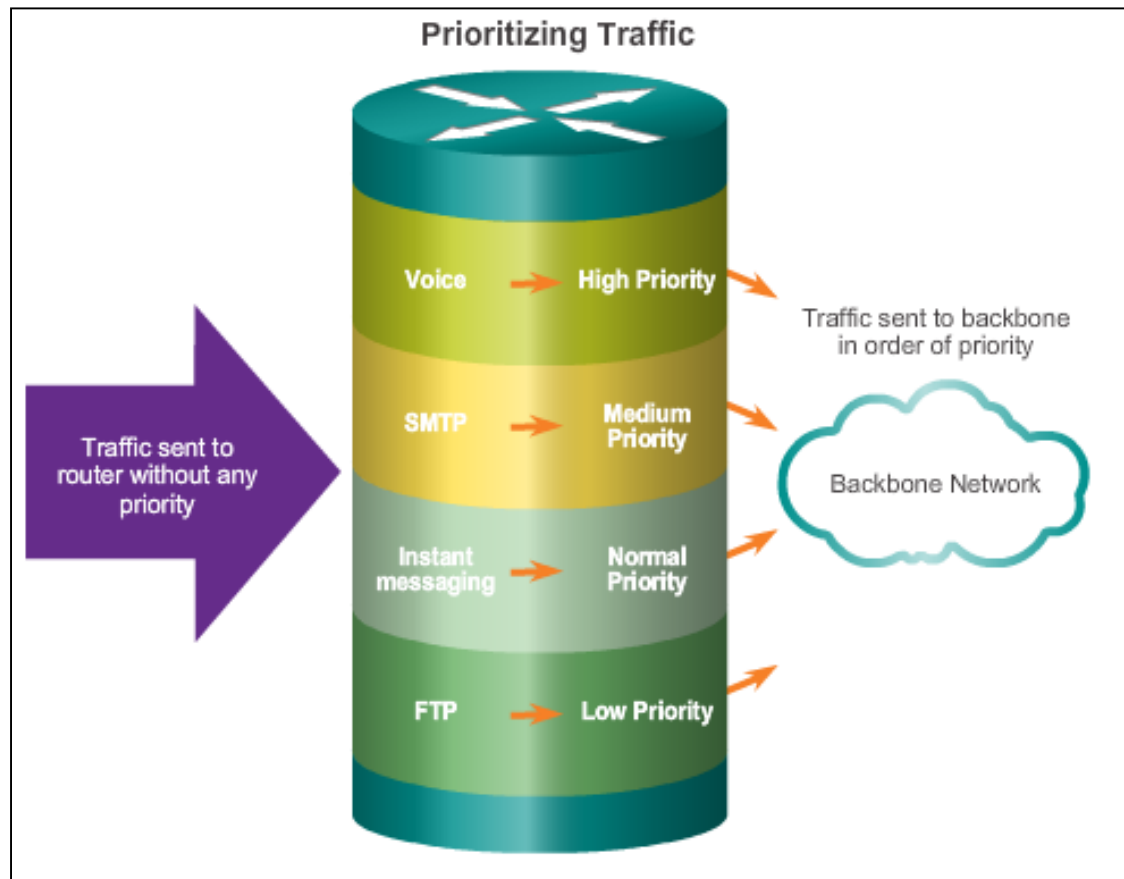 Prioritizing Traffic
Voice
High Priority
Traffic sent to backbone
in order of priority
SMTP
Medium
Priority
Traffic sent to
router without any
priority
Backbone Network
Instant
messaging
Normal
Priority
FTP
Low Priority